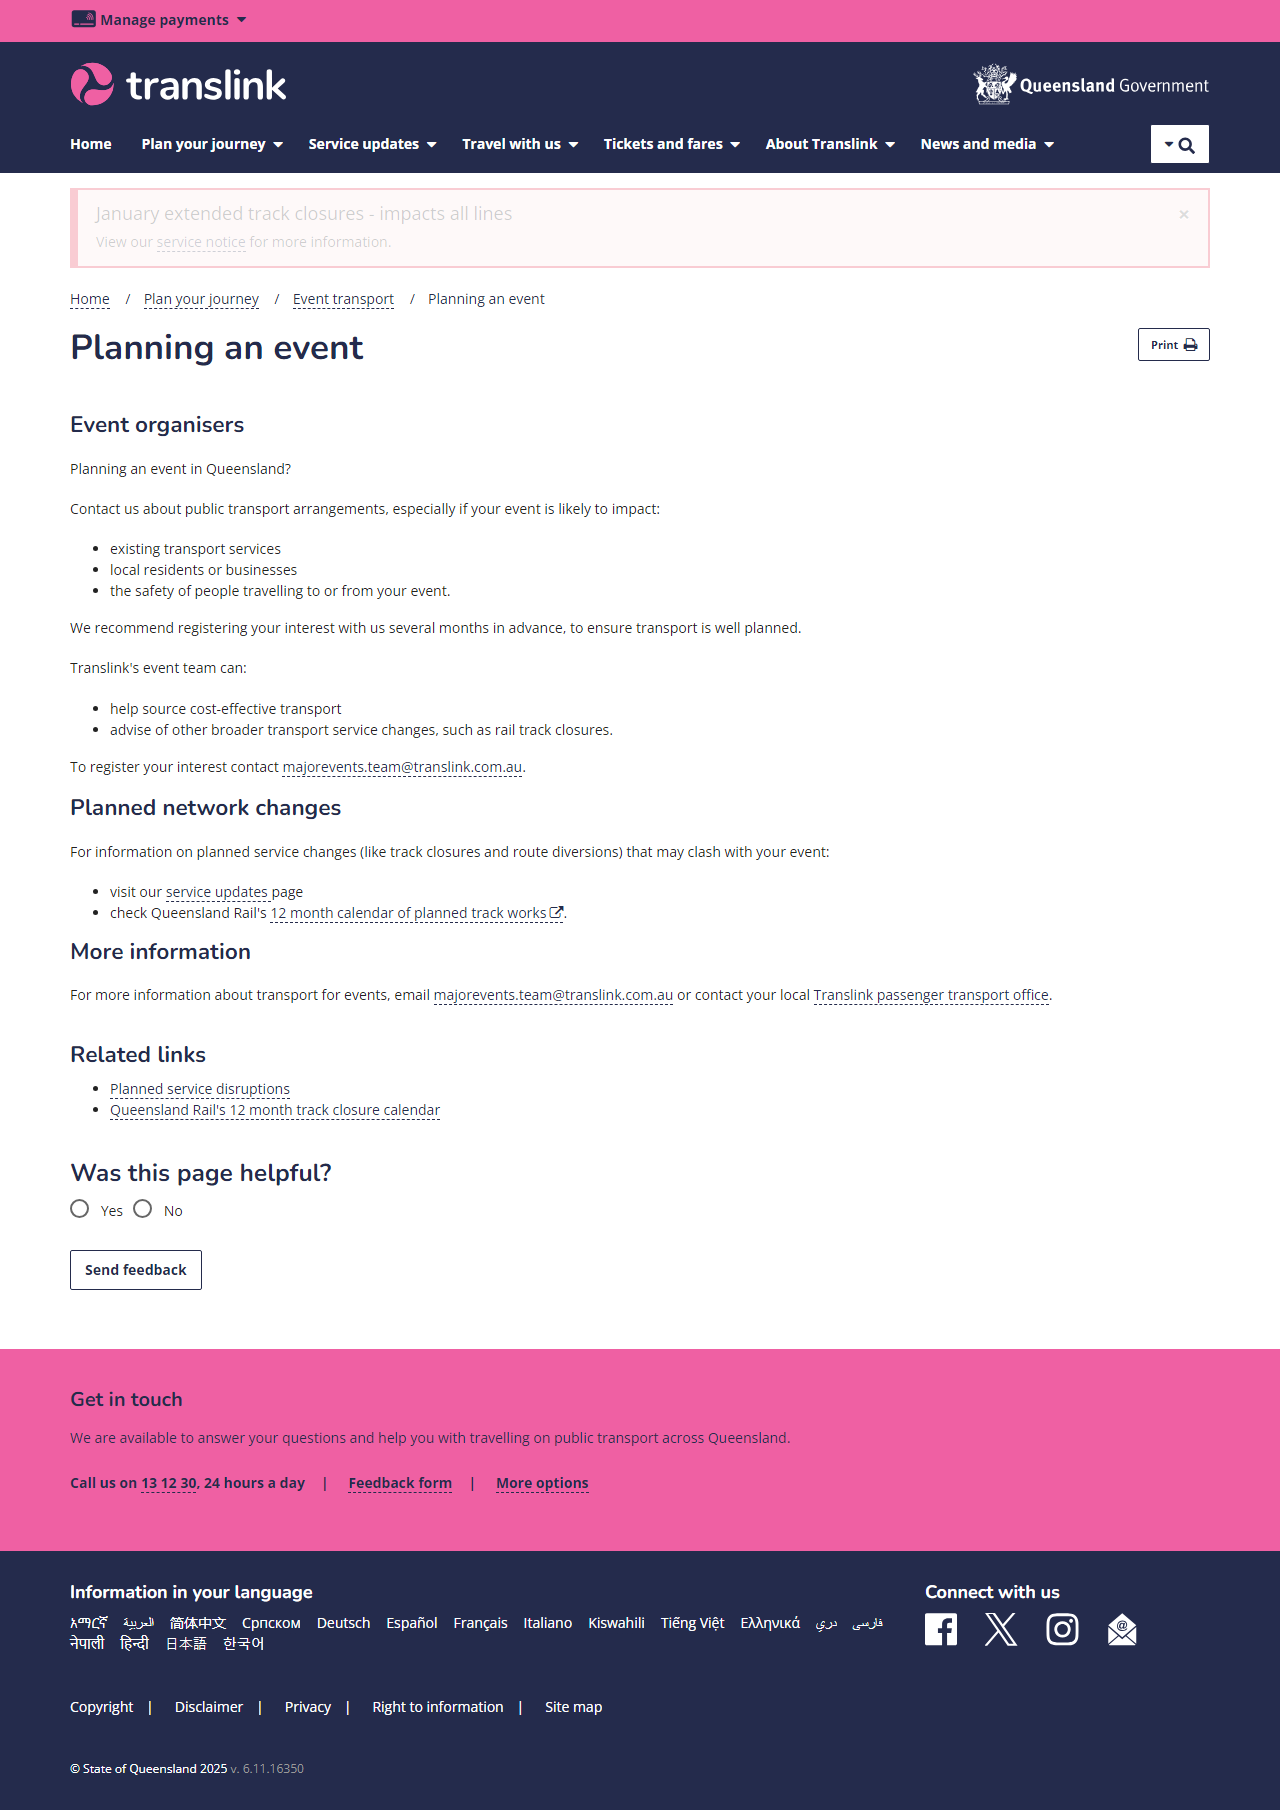 Manage payments
translink
Queensland Government
Home Plan your journey Service updates Travel with us Tickets and fares About Translink News and media
January extended track closures - impacts all lines ×
View our service notice for more information.
Home / Plan your journey / Event transport / Planning an event
Planning an event
Print
Event organisers
Planning an event in Queensland?
Contact us about public transport arrangements, especially if your event is likely to impact:
• existing transport services
• local residents or businesses
• the safety of people travelling to or from your event.
We recommend registering your interest with us several months in advance, to ensure transport is well planned.
Translink's event team can:
• help source cost-effective transport
• advise of other broader transport service changes, such as rail track closures.
To register your interest contact majorevents.team@translink.com.au.
Planned network changes
For information on planned service changes (like track closures and route diversions) that may clash with your event:
• visit our service updates page
• check Queensland Rail's 12 month calendar of planned track works.
More information
For more information about transport for events, email majorevents.team@translink.com.au or contact your local Translink passenger transport office.
Related links
• Planned service disruptions
• Queensland Rail's 12 month track closure calendar
Was this page helpful?
Yes No
Send feedback
Get in touch
We are available to answer your questions and help you with travelling on public transport across Queensland.
Call us on 13 12 30, 24 hours a day | Feedback form | More options
Information in your language
አማርኛ العربية 简体中文 Српском Deutsch Español Français Italiano Kiswahili Tiếng Việt Ελληνικά دري فارسی
नेपाली हिन्दी 日本語 한국어
Connect with us
Copyright | Disclaimer | Privacy | Right to information | Site map
© State of Queensland 2025 v. 6.11.16350